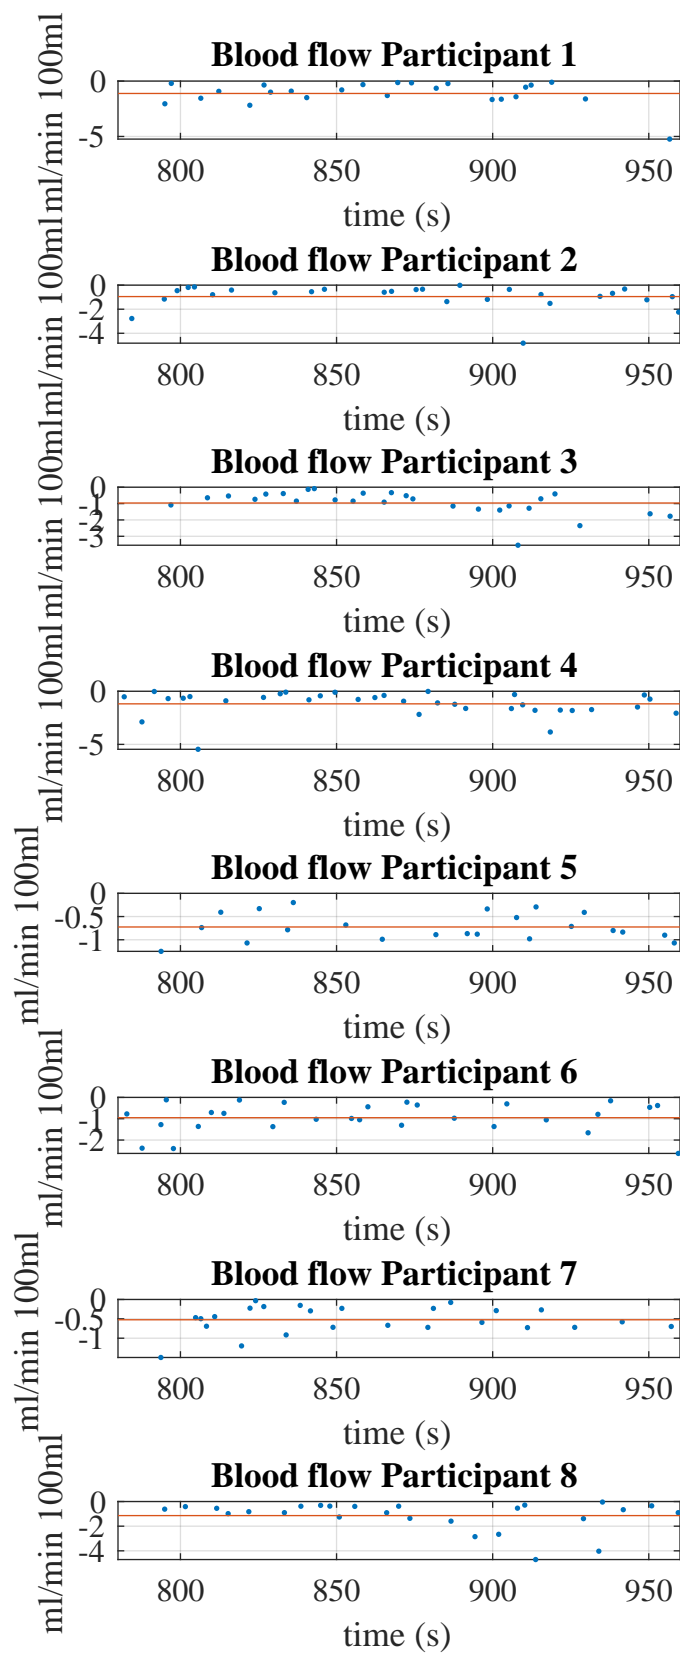 Blood flow Participant 1
ml/min 100ml
0
-5
800 850 900 950
time (s)
Blood flow Participant 2
ml/min 100ml
0
-2
-4
800 850 900 950
time (s)
Blood flow Participant 3
ml/min 100ml
0
-1
-2
-3
800 850 900 950
time (s)
Blood flow Participant 4
ml/min 100ml
0
-5
800 850 900 950
time (s)
Blood flow Participant 5
ml/min 100ml
0
-0.5
-1
800 850 900 950
time (s)
Blood flow Participant 6
ml/min 100ml
0
-1
-2
800 850 900 950
time (s)
Blood flow Participant 7
ml/min 100ml
0
-0.5
-1
800 850 900 950
time (s)
Blood flow Participant 8
ml/min 100ml
0
-2
-4
800 850 900 950
time (s)